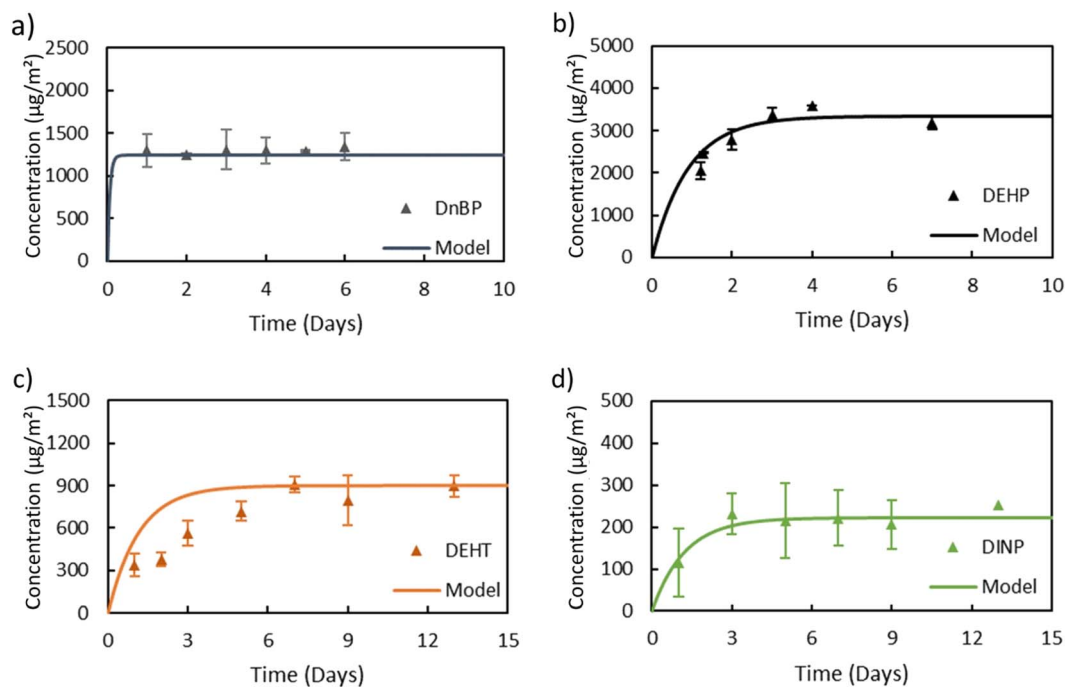 a)
Concentration (µg/m²)
2500
2000
1500
1000
500
0
0 2 4 6 8 10
Time (Days)
DnBP
Model
b)
Concentration (µg/m²)
5000
4000
3000
2000
1000
0
0 2 4 6 8 10
Time (Days)
DEHP
Model
c)
Concentration (µg/m²)
1500
1200
900
600
300
0
0 3 6 9 12 15
Time (Days)
DEHT
Model
d)
Concentration (µg/m²)
500
400
300
200
100
0
0 3 6 9 12 15
Time (Days)
DINP
Model